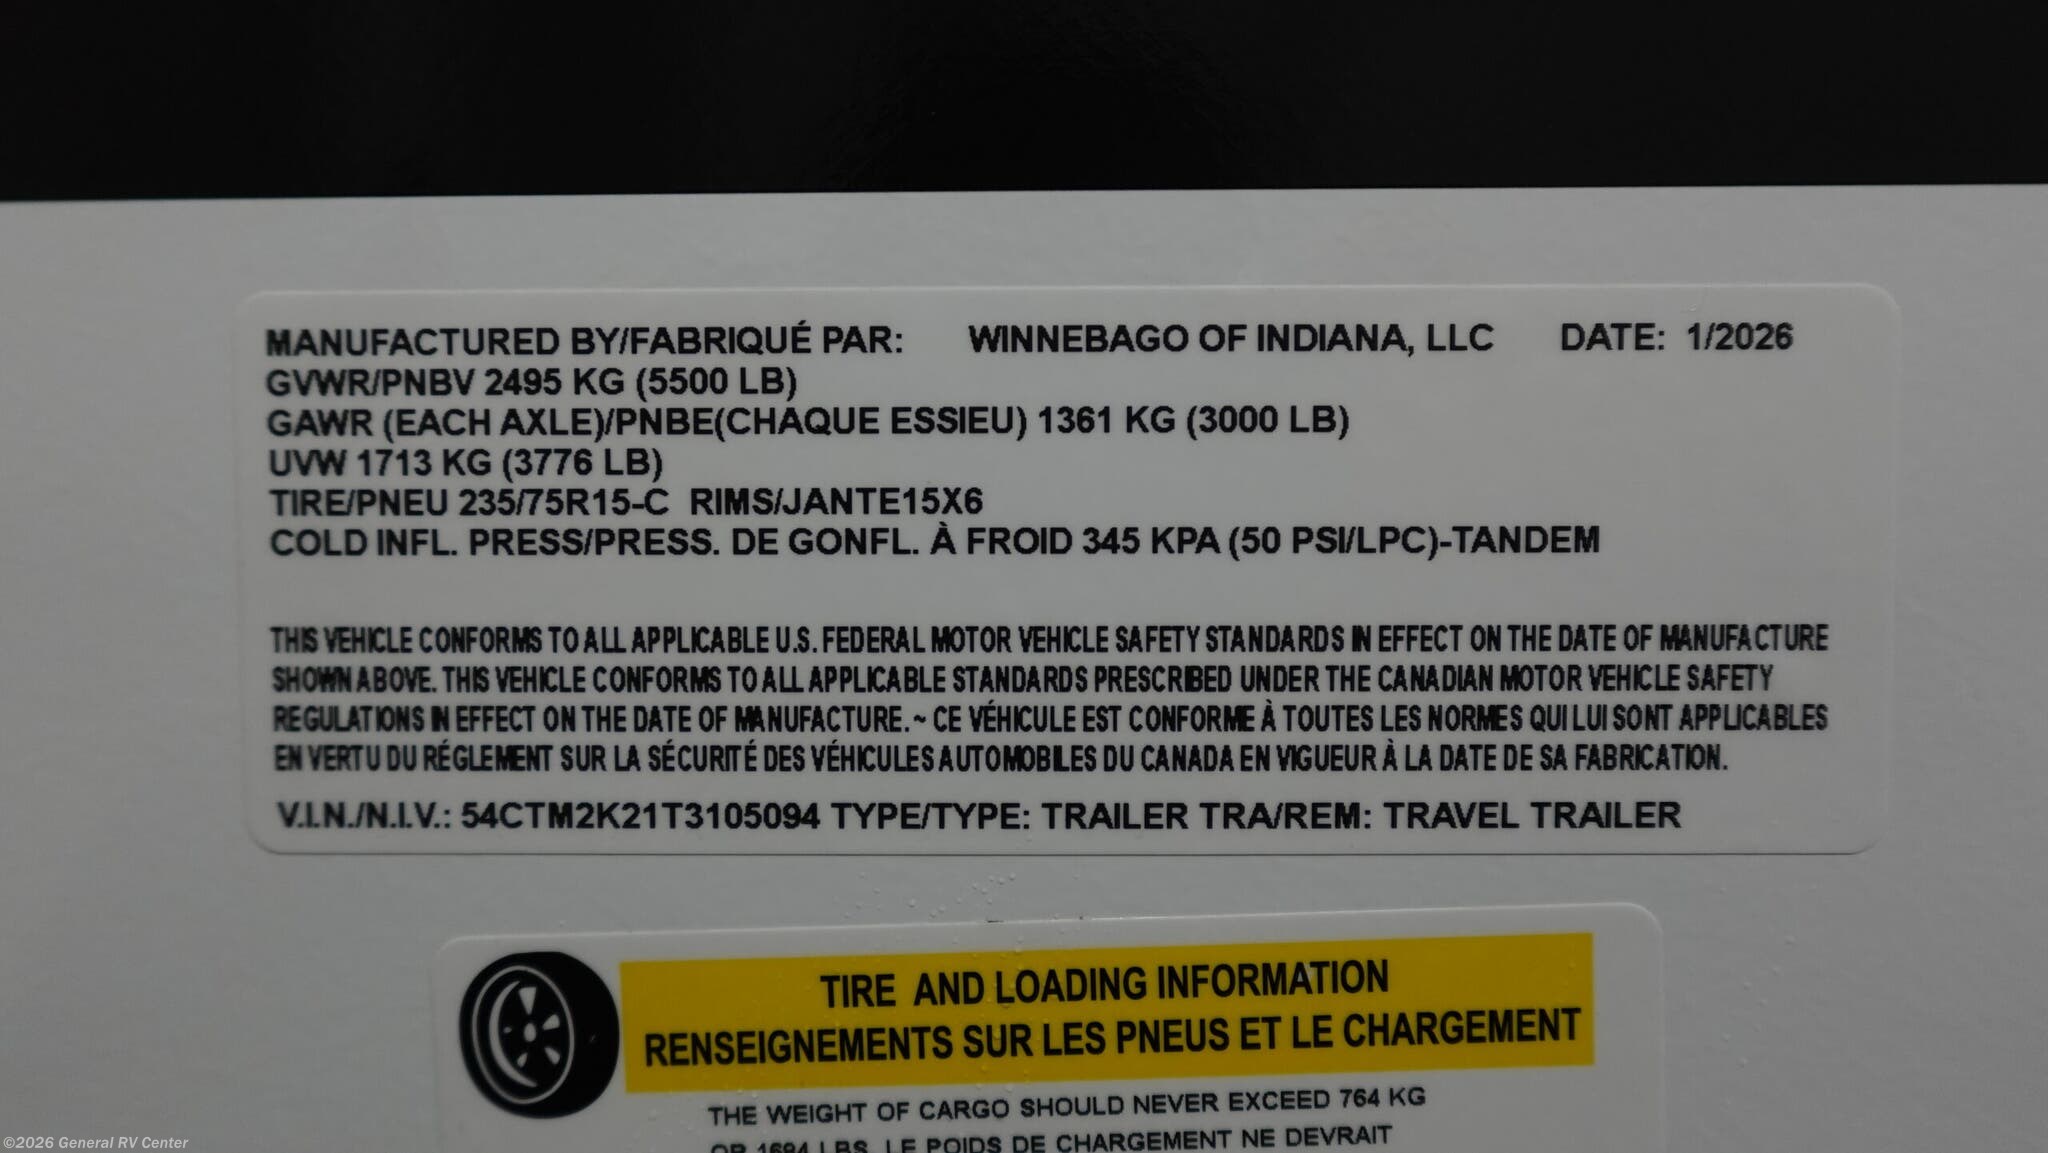 MANUFACTURED BY/FABRIQUÉ PAR: WINNEBAGO OF INDIANA, LLC DATE: 1/2026
GVWR/PNBV 2495 KG (5500 LB)
GAWR (EACH AXLE)/PNBE(CHAQUE ESSIEU) 1361 KG (3000 LB)
UVW 1713 KG (3776 LB)
TIRE/PNEU 235/75R15-C RIMS/JANTE15X6
COLD INFL. PRESS/PRESS. DE GONFL. À FROID 345 KPA (50 PSI/LPC)-TANDEM
THIS VEHICLE CONFORMS TO ALL APPLICABLE U.S. FEDERAL MOTOR VEHICLE SAFETY STANDARDS IN EFFECT ON THE DATE OF MANUFACTURE
SHOWN ABOVE. THIS VEHICLE CONFORMS TO ALL APPLICABLE STANDARDS PRESCRIBED UNDER THE CANADIAN MOTOR VEHICLE SAFETY
REGULATIONS IN EFFECT ON THE DATE OF MANUFACTURE. ~ CE VÉHICULE EST CONFORME À TOUTES LES NORMES QUI LUI SONT APPLICABLES
EN VERTU DU RÉGLEMENT SUR LA SÉCURITÉ DES VÉHICULES AUTOMOBILES DU CANADA EN VIGUEUR À LA DATE DE SA FABRICATION.
V.I.N./N.I.V.: 54CTM2K21T3105094 TYPE/TYPE: TRAILER TRA/REM: TRAVEL TRAILER
TIRE AND LOADING INFORMATION
RENSEIGNEMENTS SUR LES PNEUS ET LE CHARGEMENT
THE WEIGHT OF CARGO SHOULD NEVER EXCEED 764 KG
OR 1684 LBS. LE POIDS DE CHARGEMENT NE DEVRAIT
©2026 General RV Center